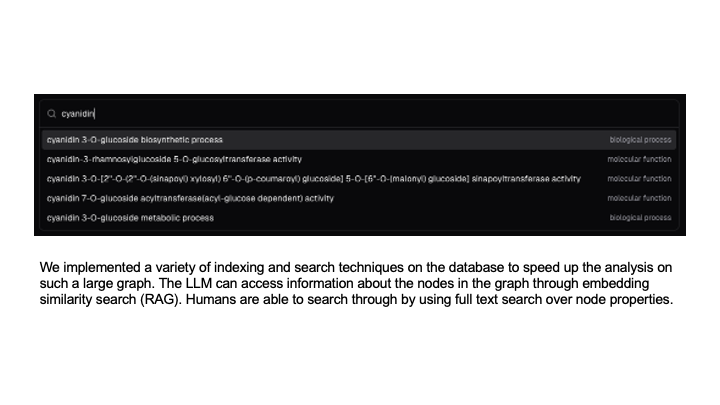 cyanidin
cyanidin 3-O-glucoside biosynthetic process biological process
cyanidin-3-rhamnosylglucoside 5-O-glucosyltransferase activity molecular function
cyanidin 3-O-[2"-O-(2"-O-(sinapoyl) xylosyl) 6"-O-(p-coumaroyl) glucoside] 5-O-[6"-O-(malonyl) glucoside] sinapoyltransferase activity molecular function
cyanidin 7-O-glucoside acyltransferase(acyl-glucose dependent) activity molecular function
cyanidin 3-O-glucoside metabolic process biological process
We implemented a variety of indexing and search techniques on the database to speed up the analysis on
such a large graph. The LLM can access information about the nodes in the graph through embedding
similarity search (RAG). Humans are able to search through by using full text search over node properties.